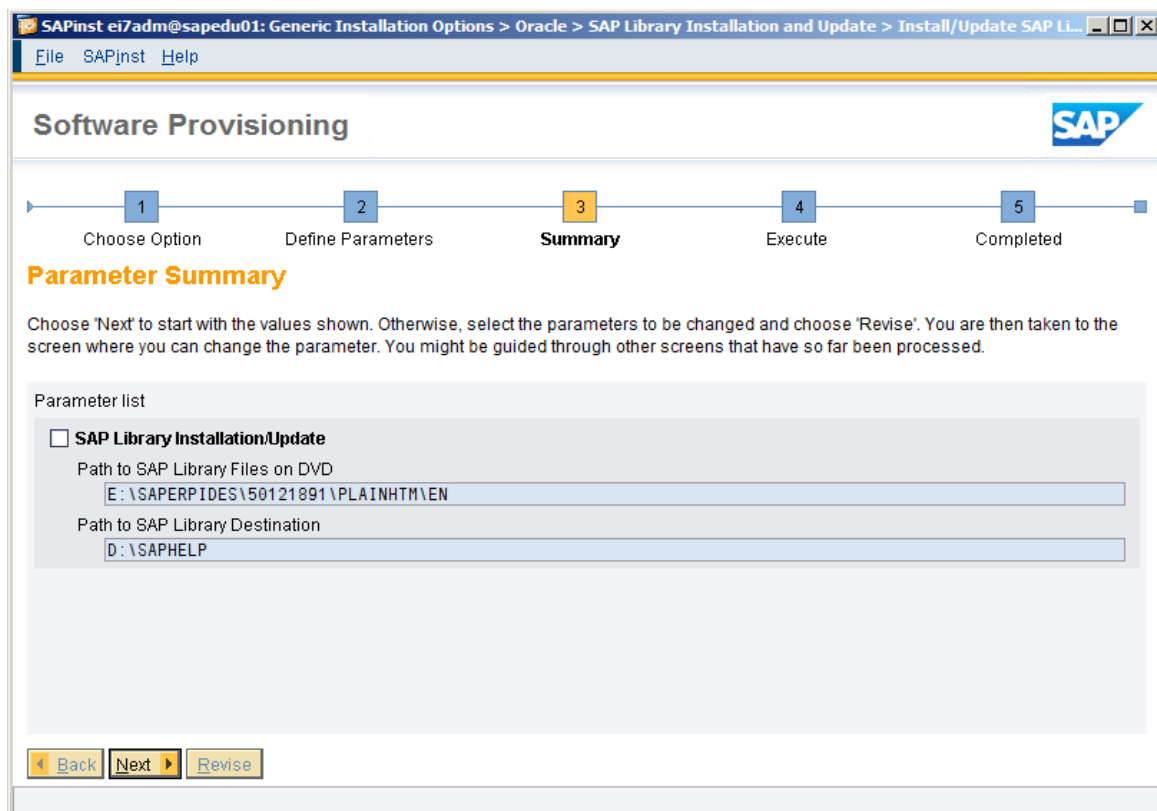 SAPinst ei7adm@sapedu01: Generic Installation Options > Oracle > SAP Library Installation and Update > Install/Update SAP Li...
File SAPinst Help
Software Provisioning
SAP
1 2 3 4 5
Choose Option Define Parameters Summary Execute Completed
Parameter Summary
Choose 'Next' to start with the values shown. Otherwise, select the parameters to be changed and choose 'Revise'. You are then taken to the
screen where you can change the parameter. You might be guided through other screens that have so far been processed.
Parameter list
SAP Library Installation/Update
Path to SAP Library Files on DVD
E:\SAPERPIDES\50121891\PLAINHTM\EN
Path to SAP Library Destination
D:\SAPHELP
Back Next Revise